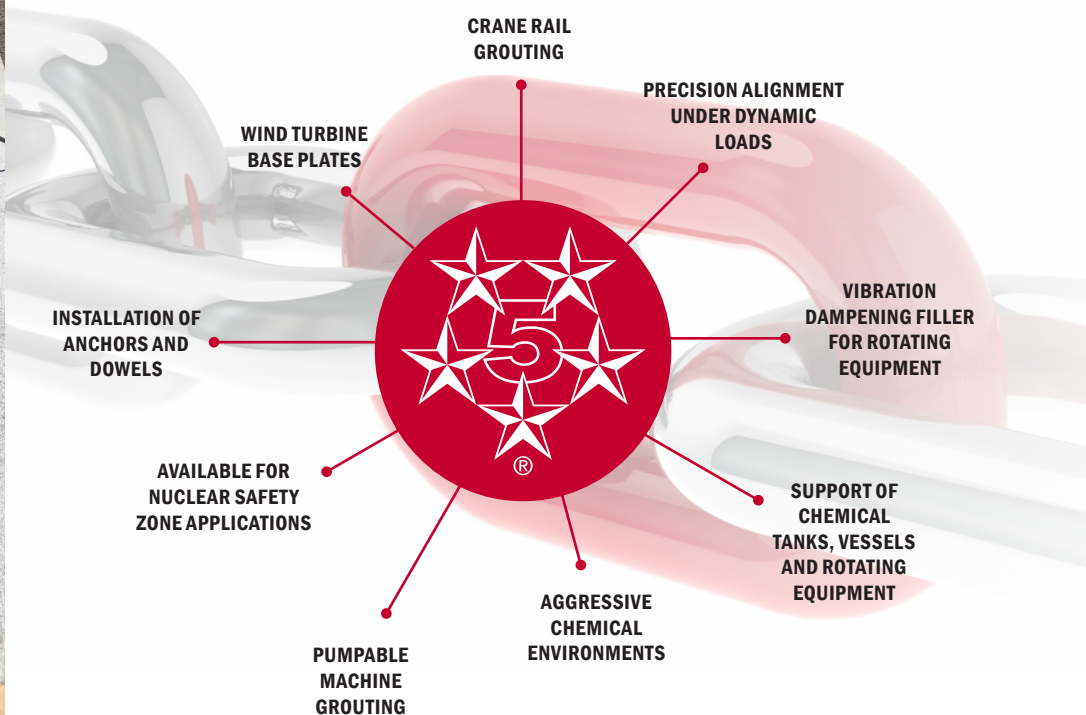 CRANE RAIL
GROUTING
PRECISION ALIGNMENT
UNDER DYNAMIC
LOADS
WIND TURBINE
BASE PLATES
VIBRATION
DAMPENING FILLER
FOR ROTATING
EQUIPMENT
INSTALLATION OF
ANCHORS AND
DOWELS
5
®
AVAILABLE FOR
NUCLEAR SAFETY
ZONE APPLICATIONS
SUPPORT OF
CHEMICAL
TANKS, VESSELS
AND ROTATING
EQUIPMENT
AGGRESSIVE
CHEMICAL
ENVIRONMENTS
PUMPABLE
MACHINE
GROUTING